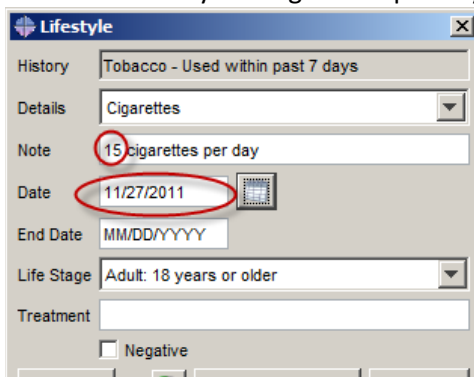 Lifestyle
History Tobacco - Used within past 7 days
Details Cigarettes
Note 15 cigarettes per day
Date 11/27/2011
End Date MM/DD/YYYY
Life Stage Adult: 18 years or older
Treatment
Negative